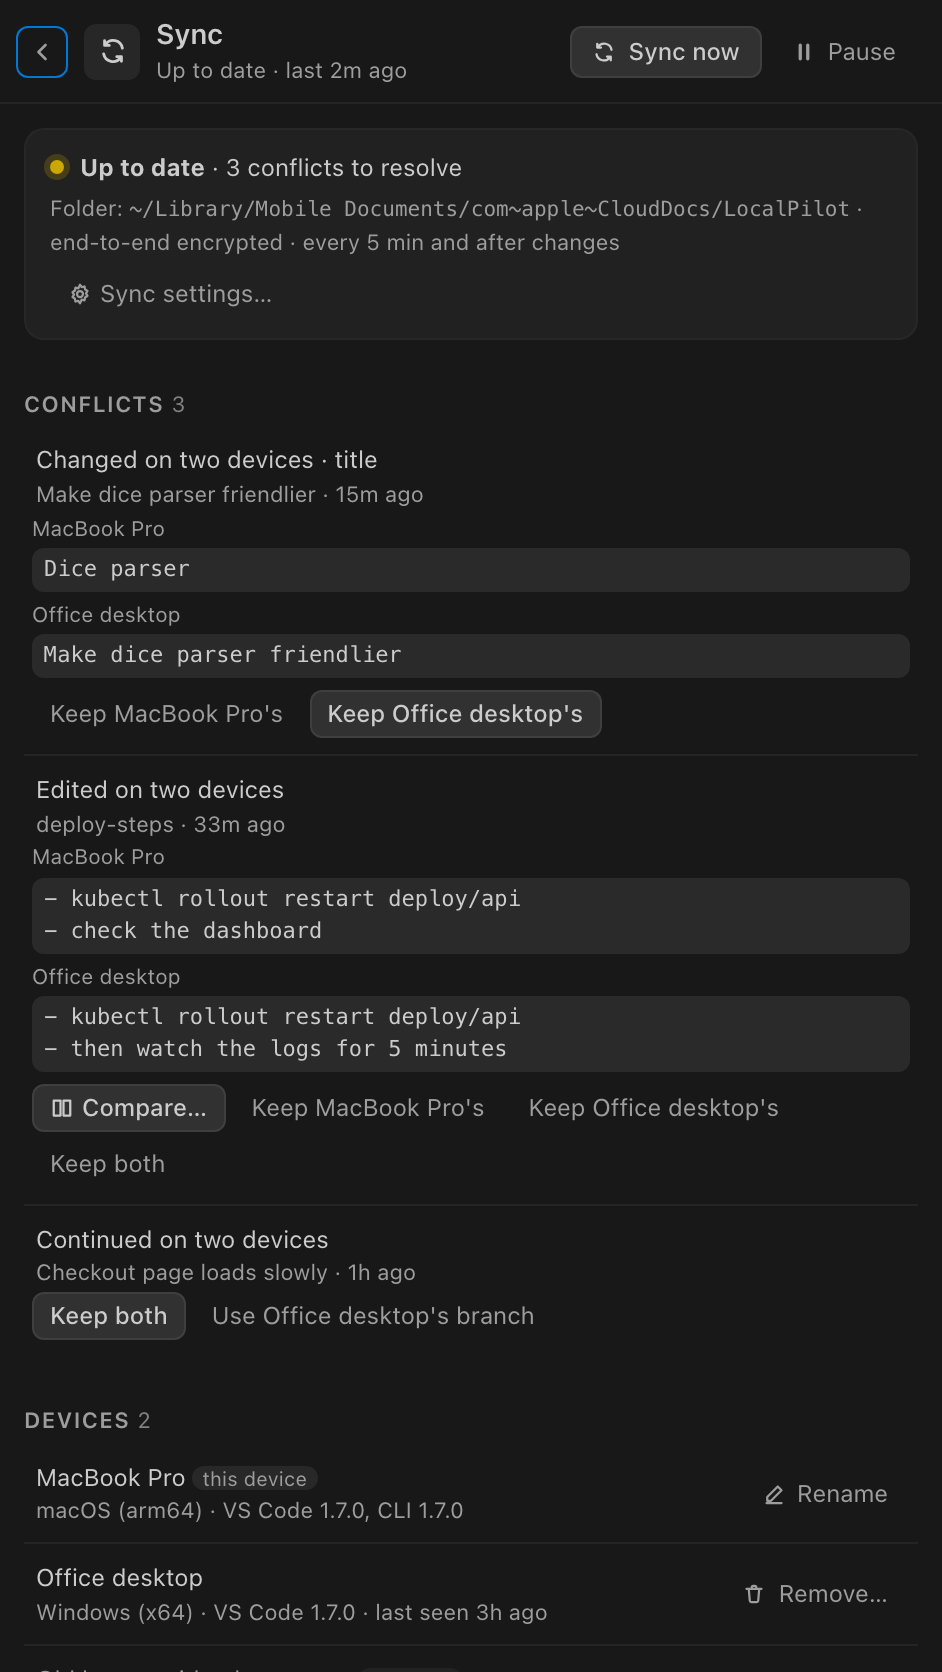 Sync
Up to date · last 2m ago
Sync now
Pause
Up to date · 3 conflicts to resolve
Folder: ~/Library/Mobile Documents/com~apple~CloudDocs/LocalPilot ·
end-to-end encrypted · every 5 min and after changes
Sync settings...
CONFLICTS 3
Changed on two devices · title
Make dice parser friendlier · 15m ago
MacBook Pro
Dice parser
Office desktop
Make dice parser friendlier
Keep MacBook Pro's
Keep Office desktop's
Edited on two devices
deploy-steps · 33m ago
MacBook Pro
– kubectl rollout restart deploy/api
– check the dashboard
Office desktop
– kubectl rollout restart deploy/api
– then watch the logs for 5 minutes
Compare...
Keep MacBook Pro's
Keep Office desktop's
Keep both
Continued on two devices
Checkout page loads slowly · 1h ago
Keep both
Use Office desktop's branch
DEVICES 2
MacBook Pro this device
macOS (arm64) · VS Code 1.7.0, CLI 1.7.0
Rename
Office desktop
Windows (x64) · VS Code 1.7.0 · last seen 3h ago
Remove...